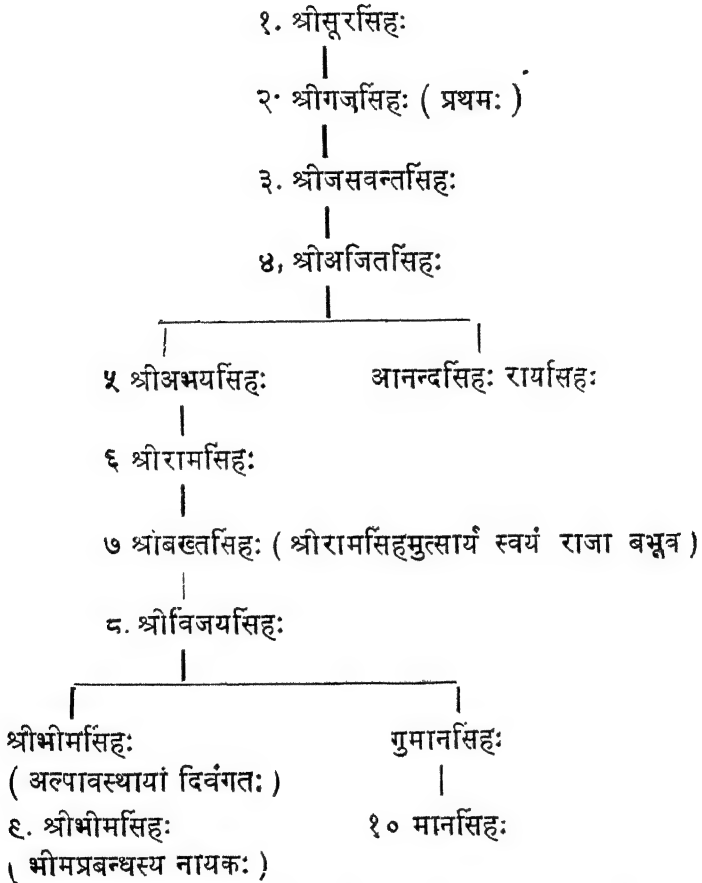 १. श्रीसूरसिंहः
२. श्रीगजसिंहः ( प्रथमः )
३. श्रीजसवन्तसिंहः
४, श्रीअजितसिंहः
५ श्रीअभयसिंहः आनन्दसिंहः रायसिंहः
६ श्रीरामसिंहः
७ श्रीबख्तसिंहः ( श्रीरामसिंहमुत्सार्य स्वयं राजा बभूव )
८. श्रीविजयसिंहः
श्रीभीमसिंहः गुमानसिंहः
( अल्पावस्थायां दिवंगतः )
९. श्रीभीमसिंहः १० मानसिंहः
( भीमप्रबन्धस्य नायकः )